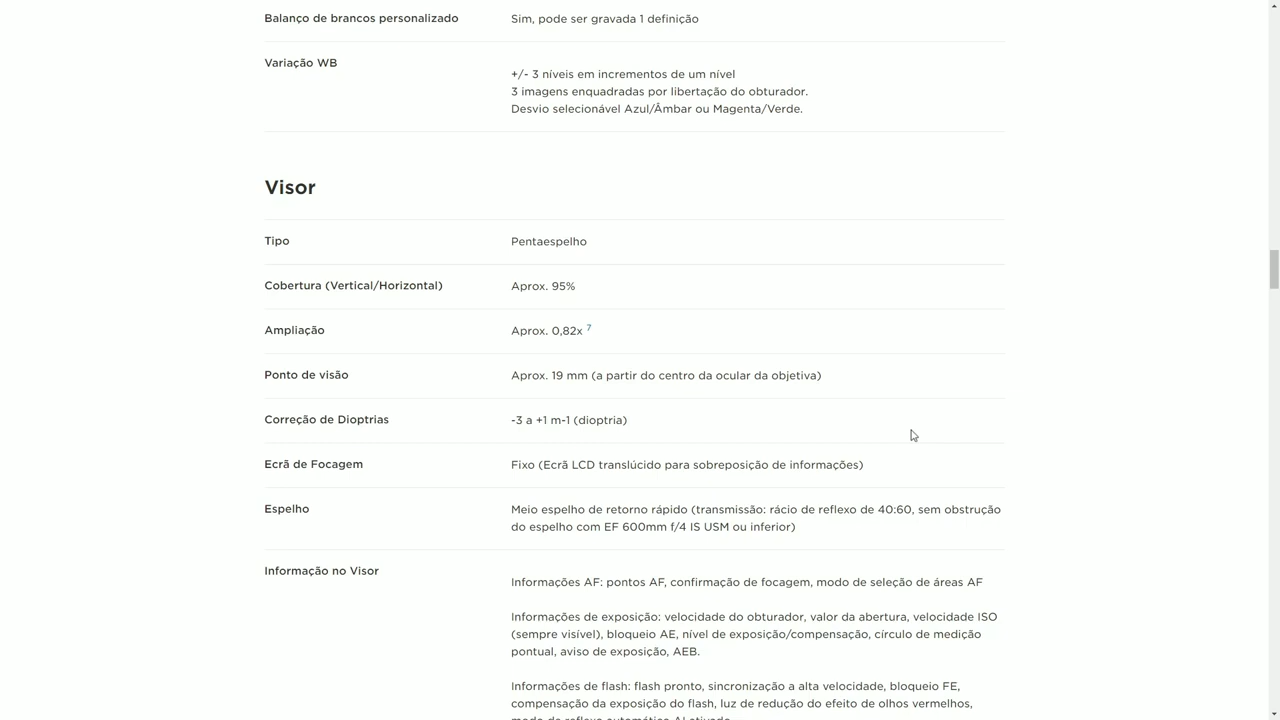 Balanço de brancos personalizado
Sim, pode ser gravada 1 definição
Variação WB
+/- 3 níveis em incrementos de um nível
3 imagens enquadradas por libertação do obturador.
Desvio selecionável Azul/Âmbar ou Magenta/Verde.
Visor
Tipo
Pentaespelho
Cobertura (Vertical/Horizontal)
Aprox. 95%
Ampliação
Aprox. 0,82x 7
Ponto de visão
Aprox. 19 mm (a partir do centro da ocular da objetiva)
Correção de Dioptrias
-3 a +1 m-1 (dioptria)
Ecrã de Focagem
Fixo (Ecrã LCD translúcido para sobreposição de informações)
Espelho
Meio espelho de retorno rápido (transmissão: rácio de reflexo de 40:60, sem obstrução
do espelho com EF 600mm f/4 IS USM ou inferior)
Informação no Visor
Informações AF: pontos AF, confirmação de focagem, modo de seleção de áreas AF
Informações de exposição: velocidade do obturador, valor da abertura, velocidade ISO
(sempre visível), bloqueio AE, nível de exposição/compensação, círculo de medição
pontual, aviso de exposição, AEB.
Informações de flash: flash pronto, sincronização a alta velocidade, bloqueio FE,
compensação da exposição do flash, luz de redução do efeito de olhos vermelhos,